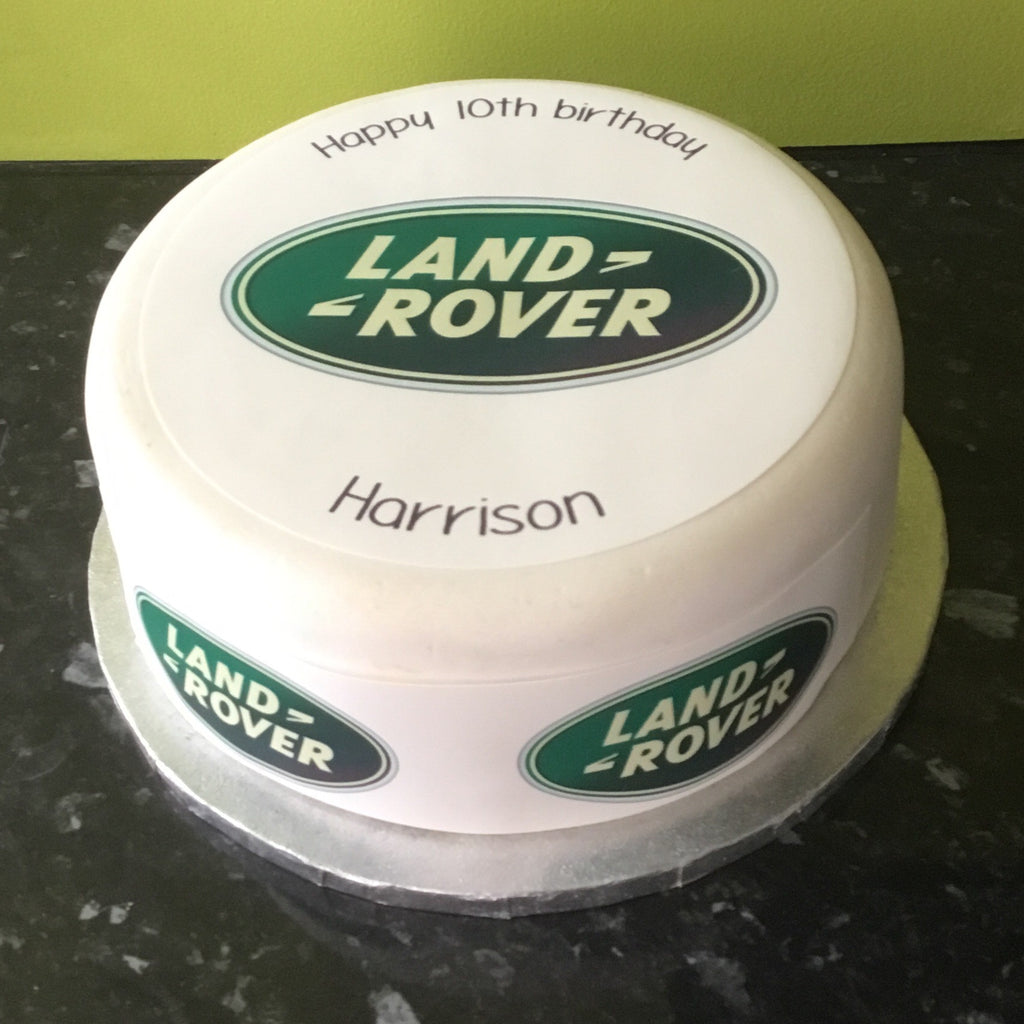 Happy 10th birthday
LAND
ROVER
Harrison
LAND
ROVER
LAND
ROVER